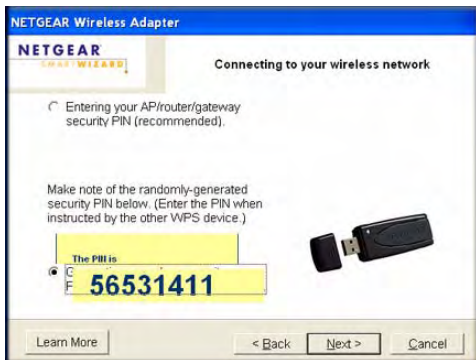 NETGEAR Wireless Adapter
NETGEAR
SMARTWIZARD
Connecting to your wireless network
Entering your AP/router/gateway
security PIN (recommended).
Make note of the randomly-generated
security PIN below. (Enter the PIN when
instructed by the other WPS device.)
The PIN is
56531411
Learn More
< Back
Next >
Cancel